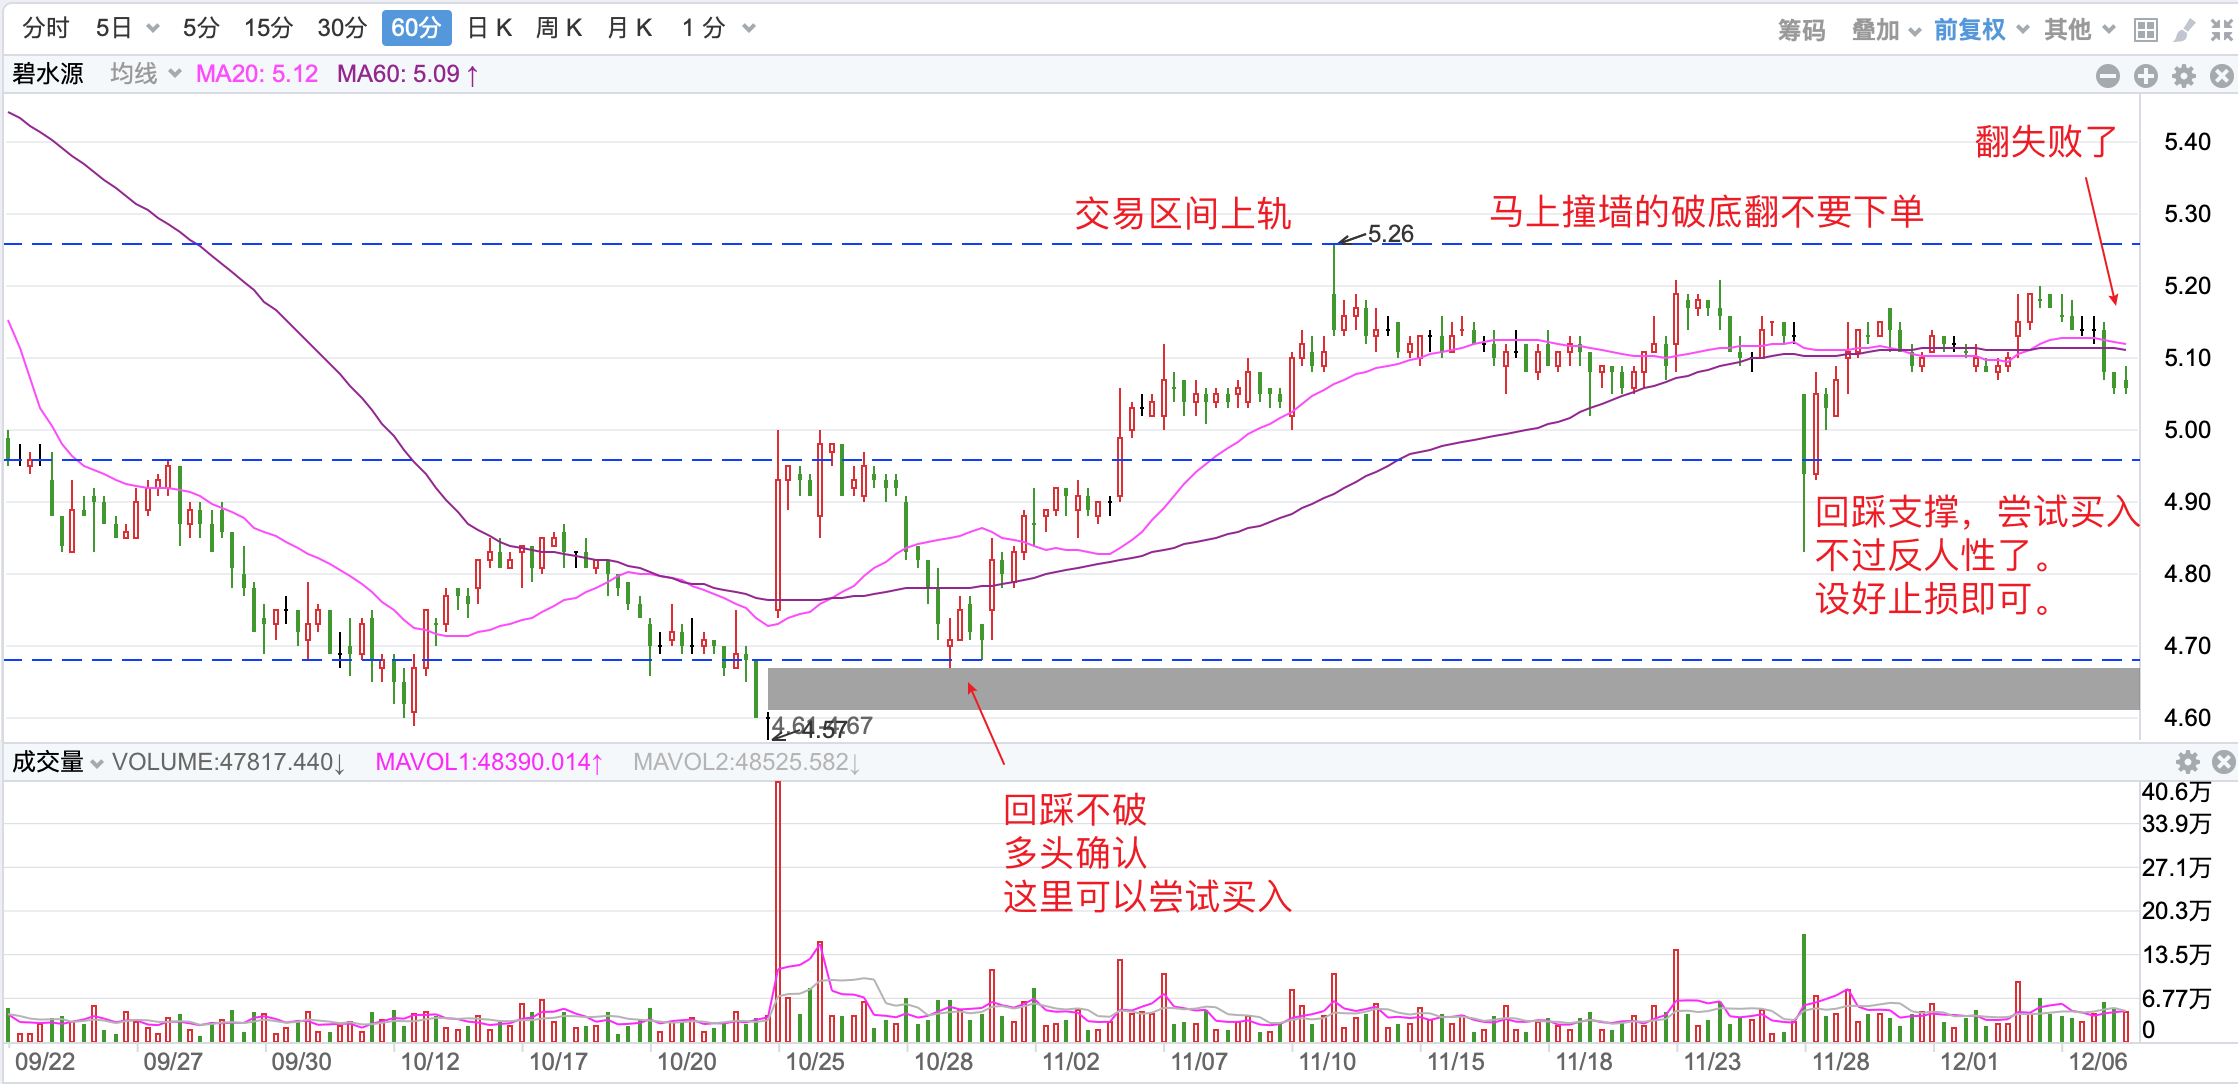 分时 5日 5分 15分 30分 60分 日K 周K 月K 1分 筹码 叠加 前复权 其他
碧水源 均线 MA20: 5.12 MA60: 5.09↑
翻失败了
5.40
交易区间上轨 马上撞墙的破底翻不要下单
5.30
5.26
5.20
5.10
5.00
4.90
回踩支撑，尝试买入
不过反人性了。
设好止损即可。
4.80
4.70
4.60
4.61-4.67
4.57
成交量 VOLUME:47817.440↓ MAVOL1:48390.014↑ MAVOL2:48525.582↓
回踩不破
多头确认
这里可以尝试买入
40.6万
33.9万
27.1万
20.3万
13.5万
6.77万
0
09/22 09/27 09/30 10/12 10/17 10/20 10/25 10/28 11/02 11/07 11/10 11/15 11/18 11/23 11/28 12/01 12/06